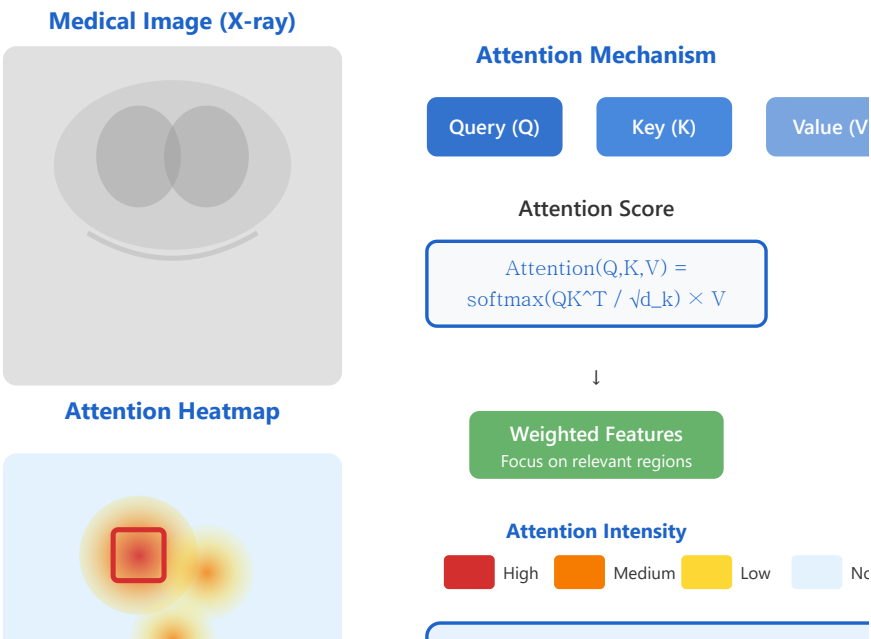 Medical Image (X-ray)
Attention Heatmap
Attention Mechanism
Query (Q)
Key (K)
Value (V
Attention Score
Attention(Q,K,V) =
softmax(QK^T / √d_k) × V
↓
Weighted Features
Focus on relevant regions
Attention Intensity
High
Medium
Low